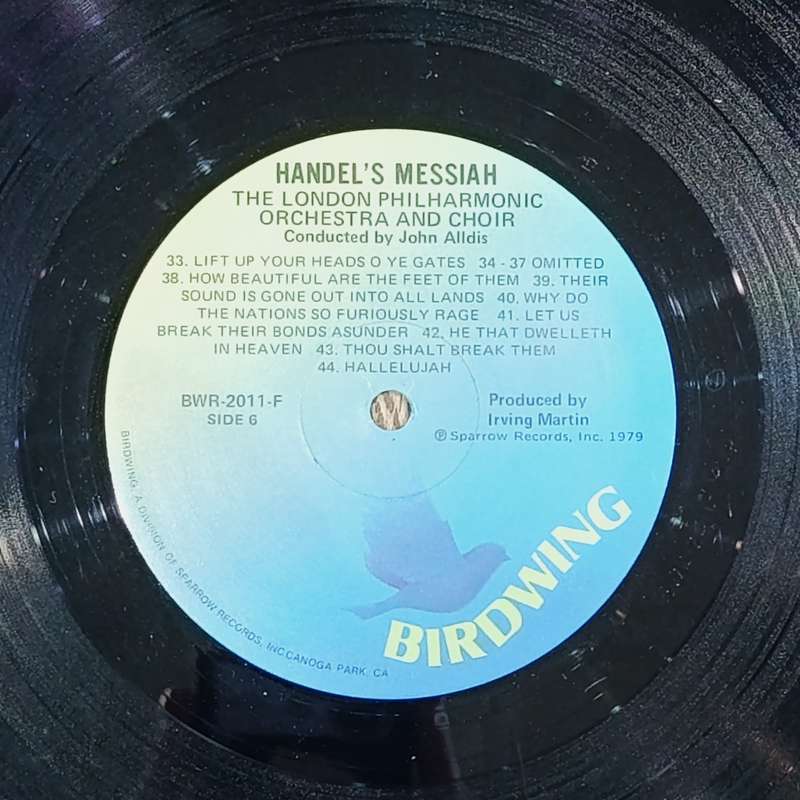 HANDEL'S MESSIAH
THE LONDON PHILHARMONIC
ORCHESTRA AND CHOIR
Conducted by John Alldis
33. LIFT UP YOUR HEADS O YE GATES 34 - 37 OMITTED
38. HOW BEAUTIFUL ARE THE FEET OF THEM 39. THEIR
SOUND IS GONE OUT INTO ALL LANDS 40. WHY DO
THE NATIONS SO FURIOUSLY RAGE 41. LET US
BREAK THEIR BONDS ASUNDER 42. HE THAT DWELLETH
IN HEAVEN 43. THOU SHALT BREAK THEM
44. HALLELUJAH
BWR-2011-F
SIDE 6
Produced by
Irving Martin
℗ Sparrow Records, Inc. 1979
BIRDWING
BIRDWING, A DIVISION OF SPARROW RECORDS, INC CANOGA PARK, CA